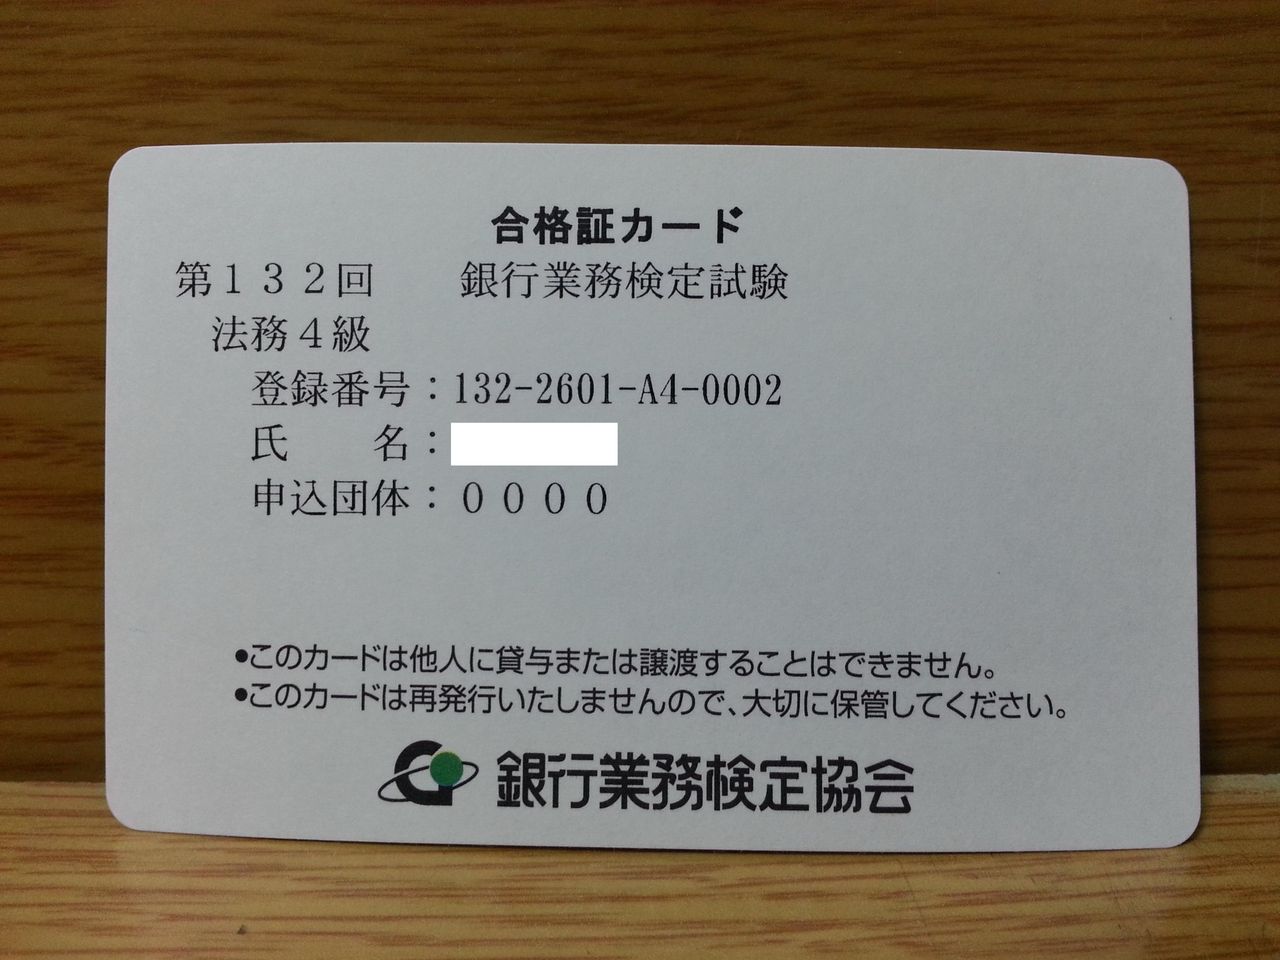 合格証カード
第１３２回　　銀行業務検定試験
法務４級
登録番号：132-2601-A4-0002
氏　　名：
申込団体：００００
●このカードは他人に貸与または譲渡することはできません。
●このカードは再発行いたしませんので、大切に保管してください。
銀行業務検定協会